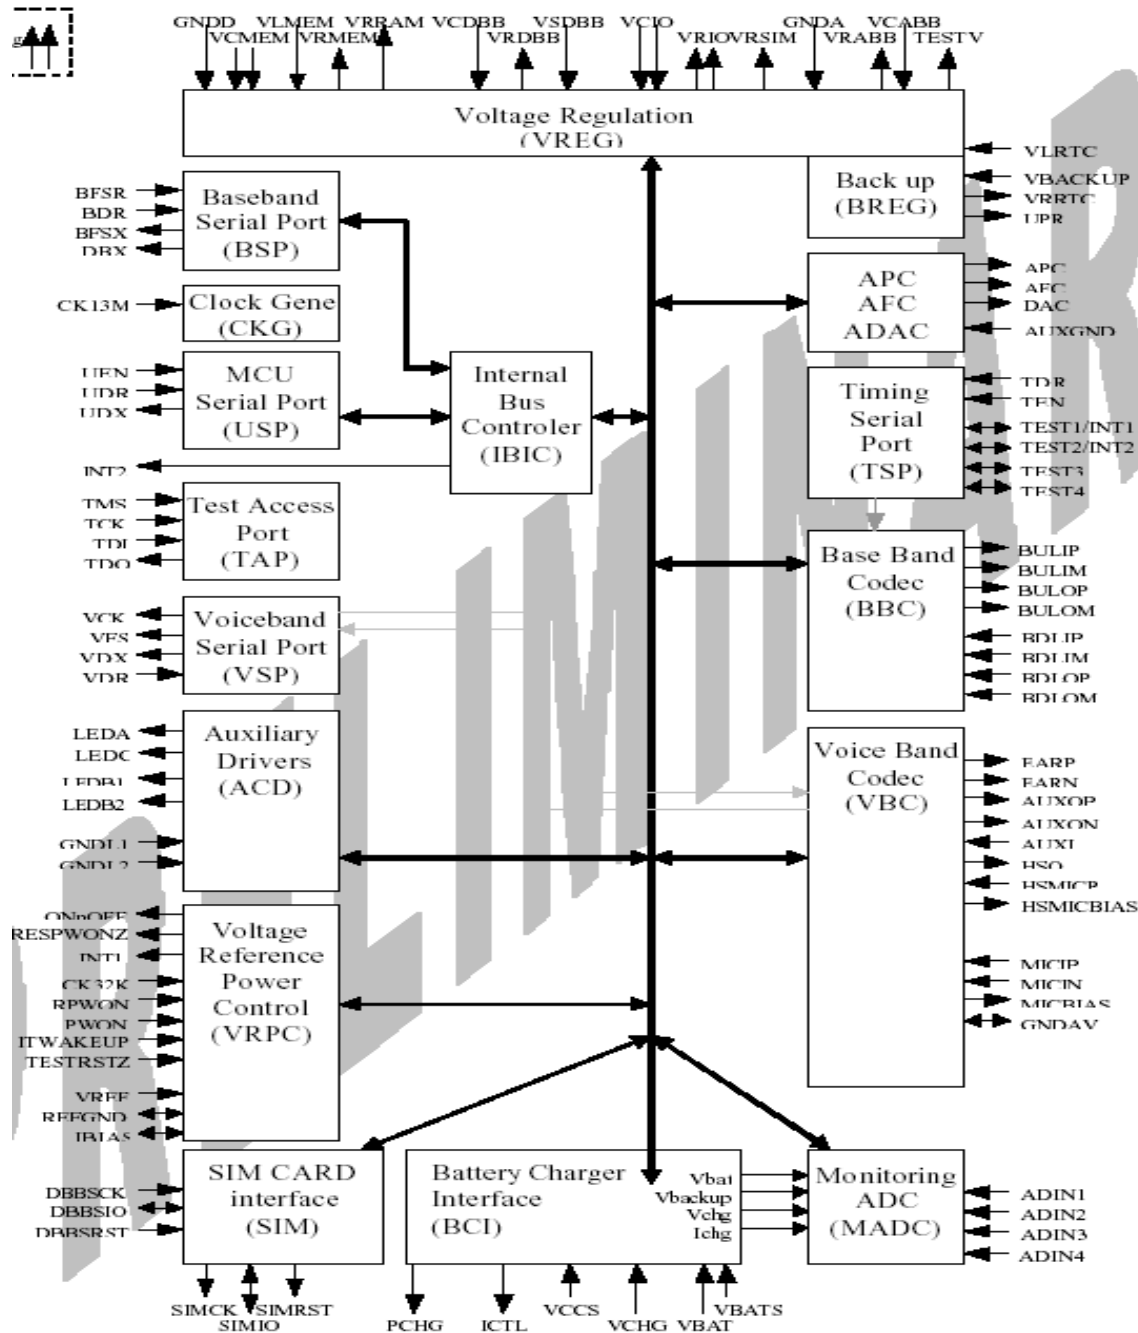 GNDD VLMEM VRRAM VCDBB VSDBB VCIO GNDA VCABB
VCMEM VRMEM VRDBB VRIO VRSIM VRABB TESTV
Voltage Regulation
(VREG)
Back up
(BREG)
VLRTC
VBACKUP
VRRTC
UPR
BFSR
BDR
BFSX
DBX
Baseband
Serial Port
(BSP)
APC
AFC
ADAC
APC
AFC
DAC
AUXGND
CK13M
Clock Gene
(CKG)
UEN
UDR
UDX
MCU
Serial Port
(USP)
Internal
Bus
Controler
(IBIC)
Timing
Serial
Port
(TSP)
TDR
TEN
TEST1/INT1
TEST2/INT2
TEST3
TEST4
INT2
TMS
TCK
TDI
TDO
Test Access
Port
(TAP)
Base Band
Codec
(BBC)
BULIP
BULIM
BULOP
BULOM
BDLIP
BDLIM
BDLOP
BDLOM
VCK
VFS
VDX
VDR
Voiceband
Serial Port
(VSP)
LEDA
LEDC
LEDB1
LEDB2
GNDL1
GNDL2
Auxiliary
Drivers
(ACD)
Voice Band
Codec
(VBC)
EARP
EARN
AUXOP
AUXON
AUXI
HSO
HSMICP
HSMICBIAS
MICIP
MICIN
MICBIAS
GNDAV
ONnOFF
RESPWONZ
INT1
CK32K
RPWON
PWON
ITWAKEUP
TESTRSTZ
VREF
REFGND
IBIAS
Voltage
Reference
Power
Control
(VRPC)
DBBSCK
DBBSIO
DBBSRST
SIM CARD
interface
(SIM)
Battery Charger
Interface
(BCI)
Vbat
Vbackup
Vchg
Ichg
Monitoring
ADC
(MADC)
ADIN1
ADIN2
ADIN3
ADIN4
SIMCK SIMRST
SIMIO PCHG ICTL VCCS VCHG VBAT VBATS
PRELIMINARY